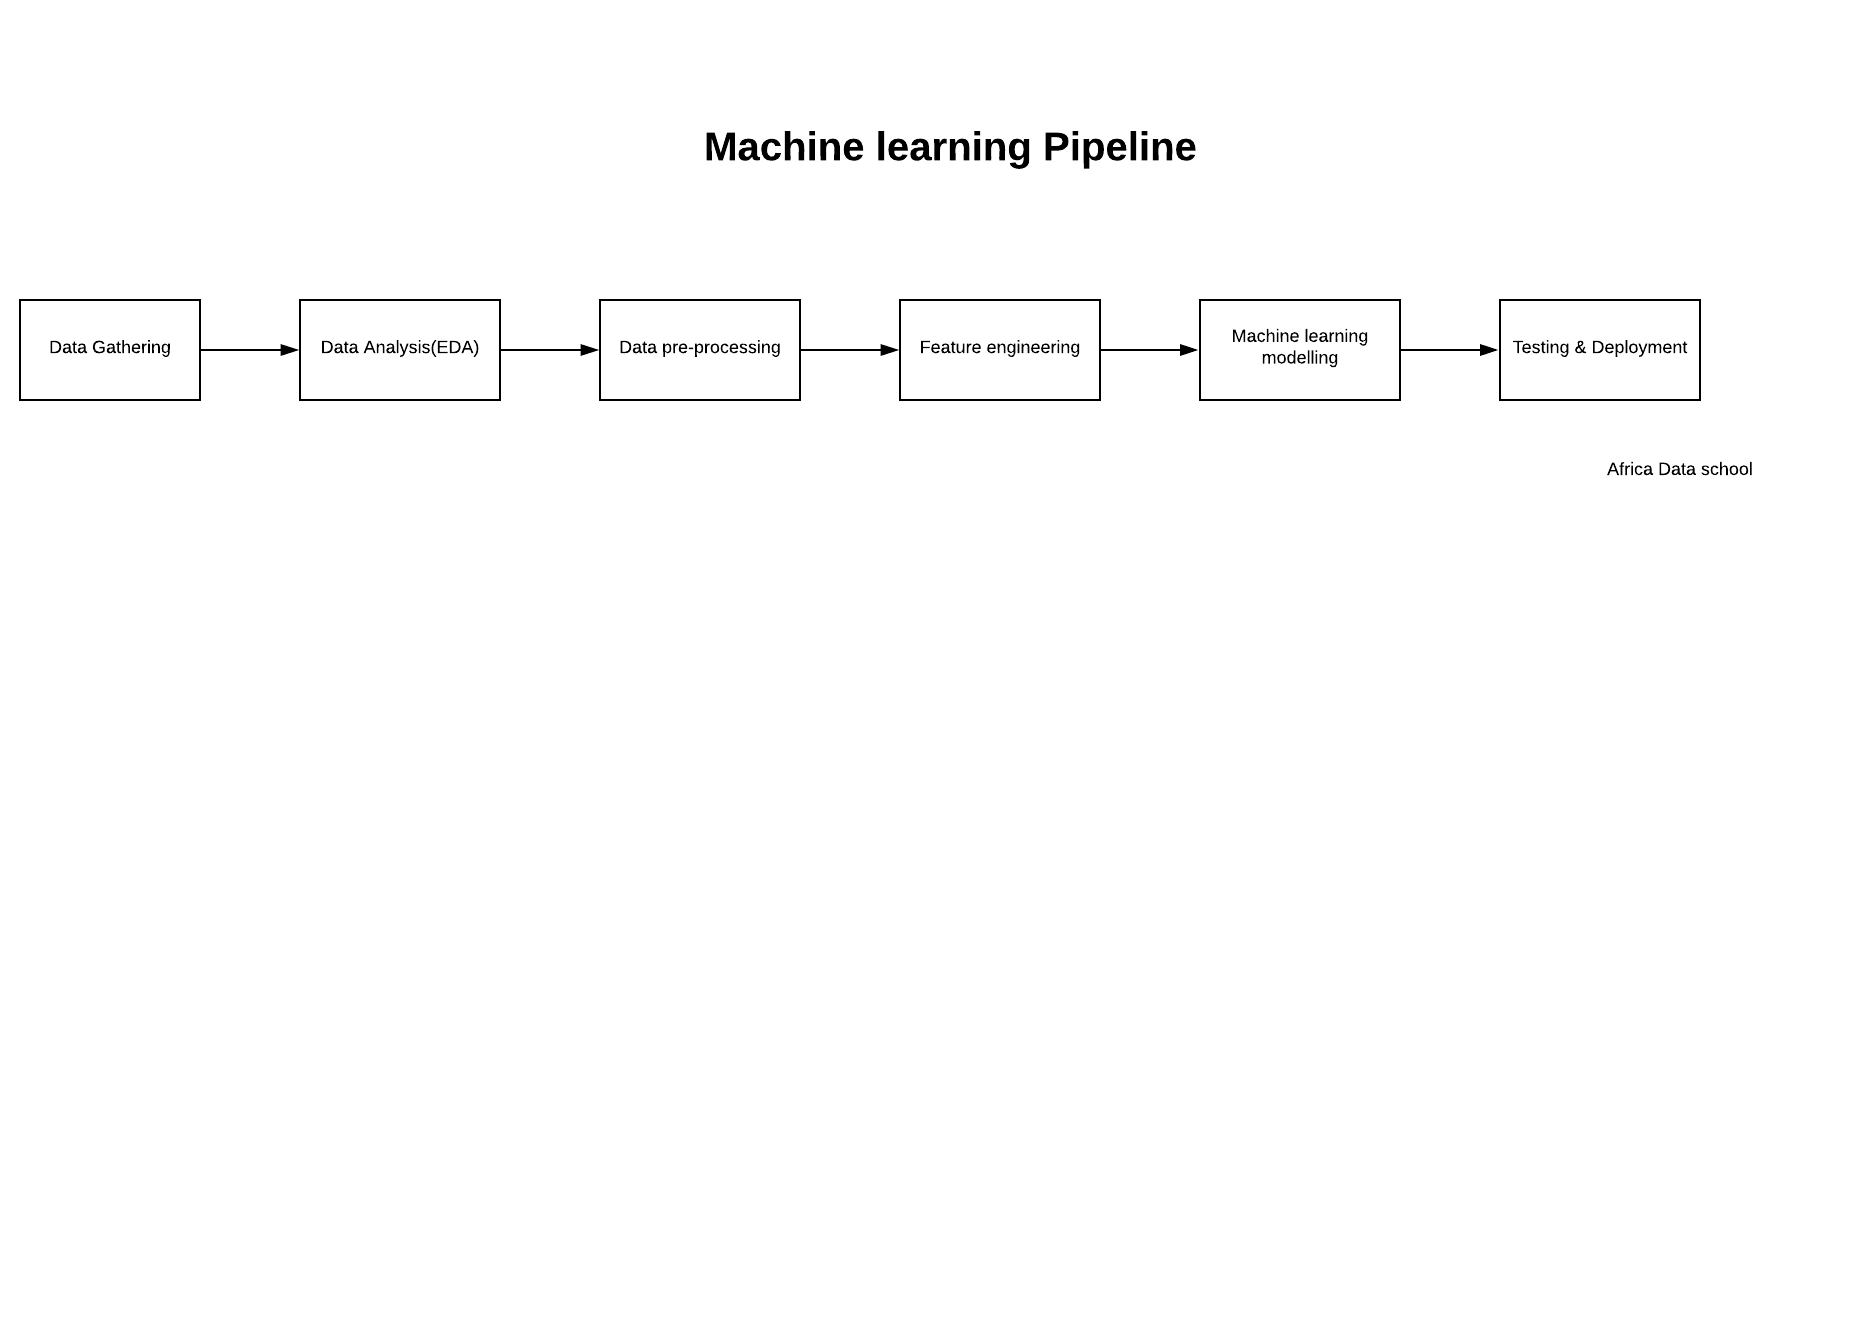 Machine learning Pipeline
Data Gathering
Data Analysis(EDA)
Data pre-processing
Feature engineering
Machine learning
modelling
Testing & Deployment
Africa Data school